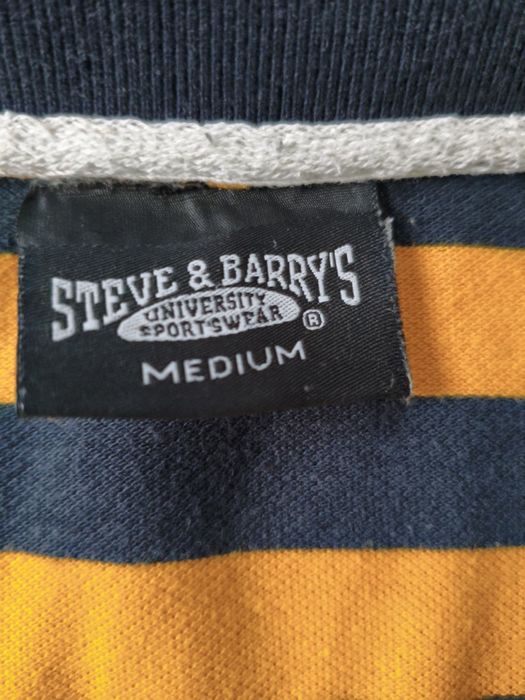 STEVE & BARRY'S
UNIVERSITY
SPORTSWEAR
®
MEDIUM